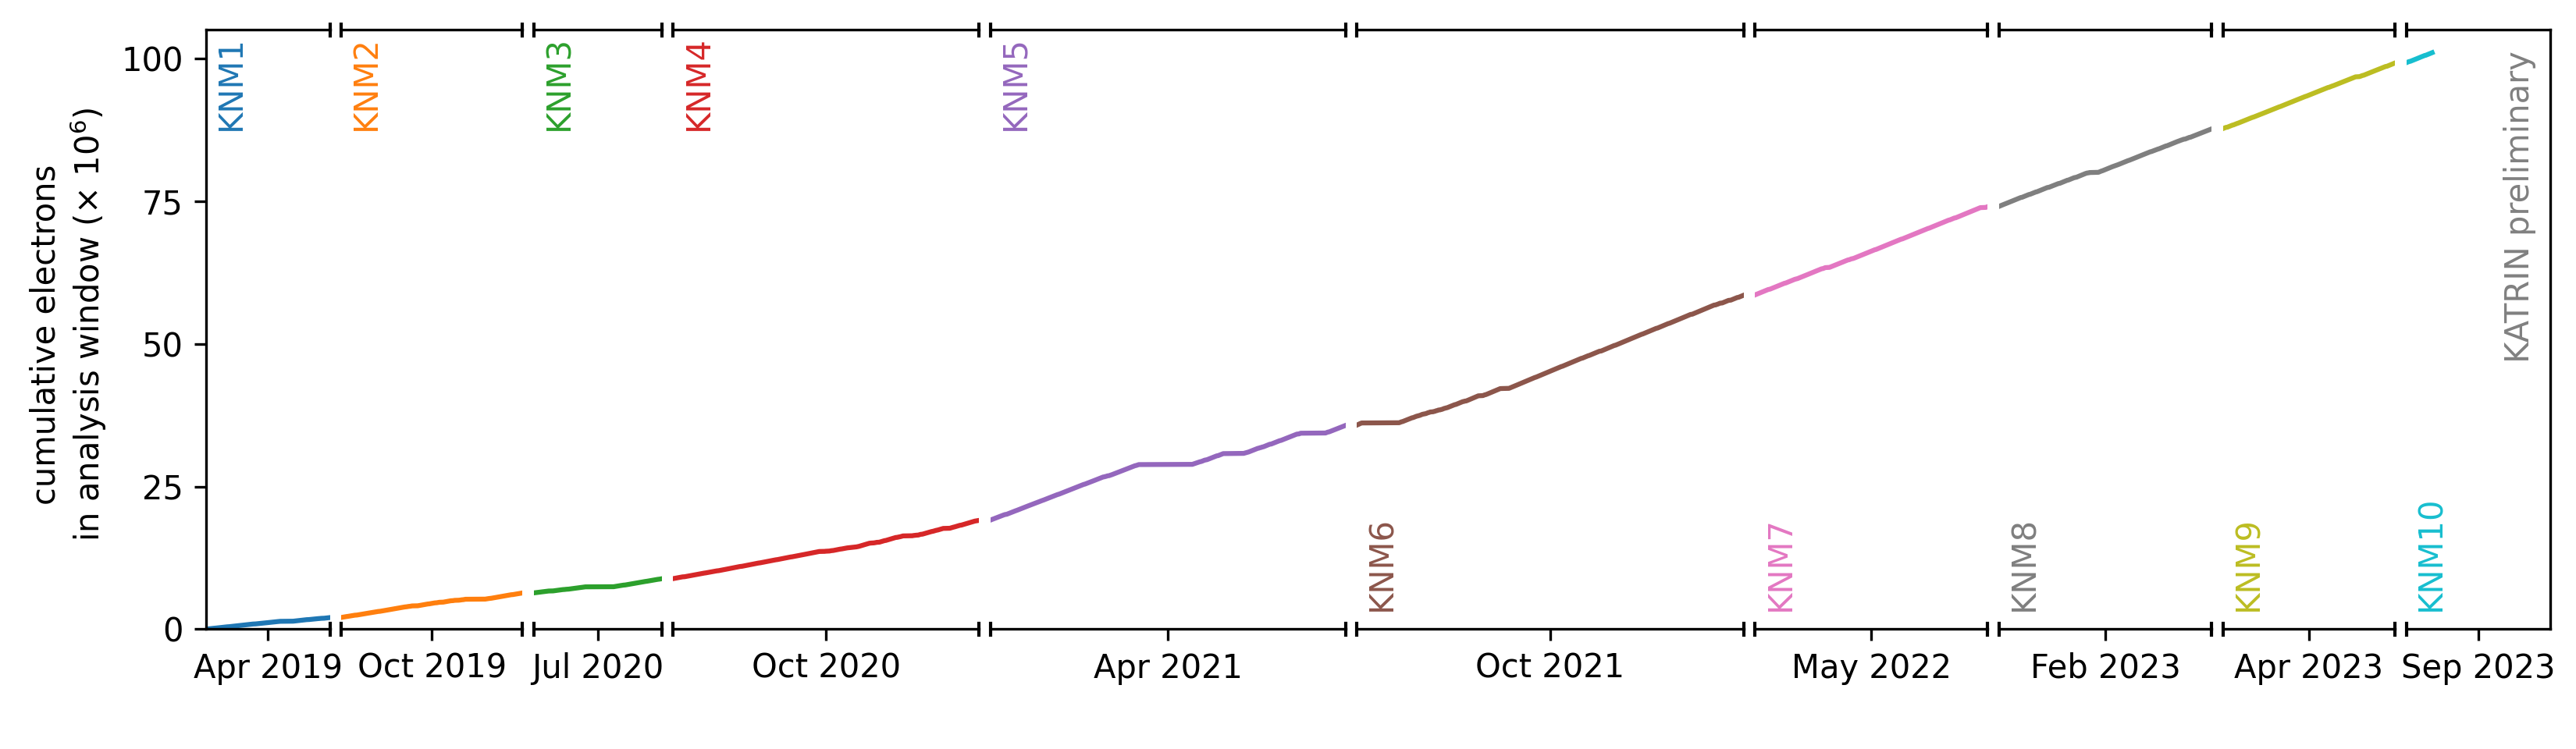 cumulative electrons
in analysis window (× 10⁶)
100
75
50
25
0
KNM1
KNM2
KNM3
KNM4
KNM5
KNM6
KNM7
KNM8
KNM9
KNM10
KATRIN preliminary
Apr 2019
Oct 2019
Jul 2020
Oct 2020
Apr 2021
Oct 2021
May 2022
Feb 2023
Apr 2023
Sep 2023